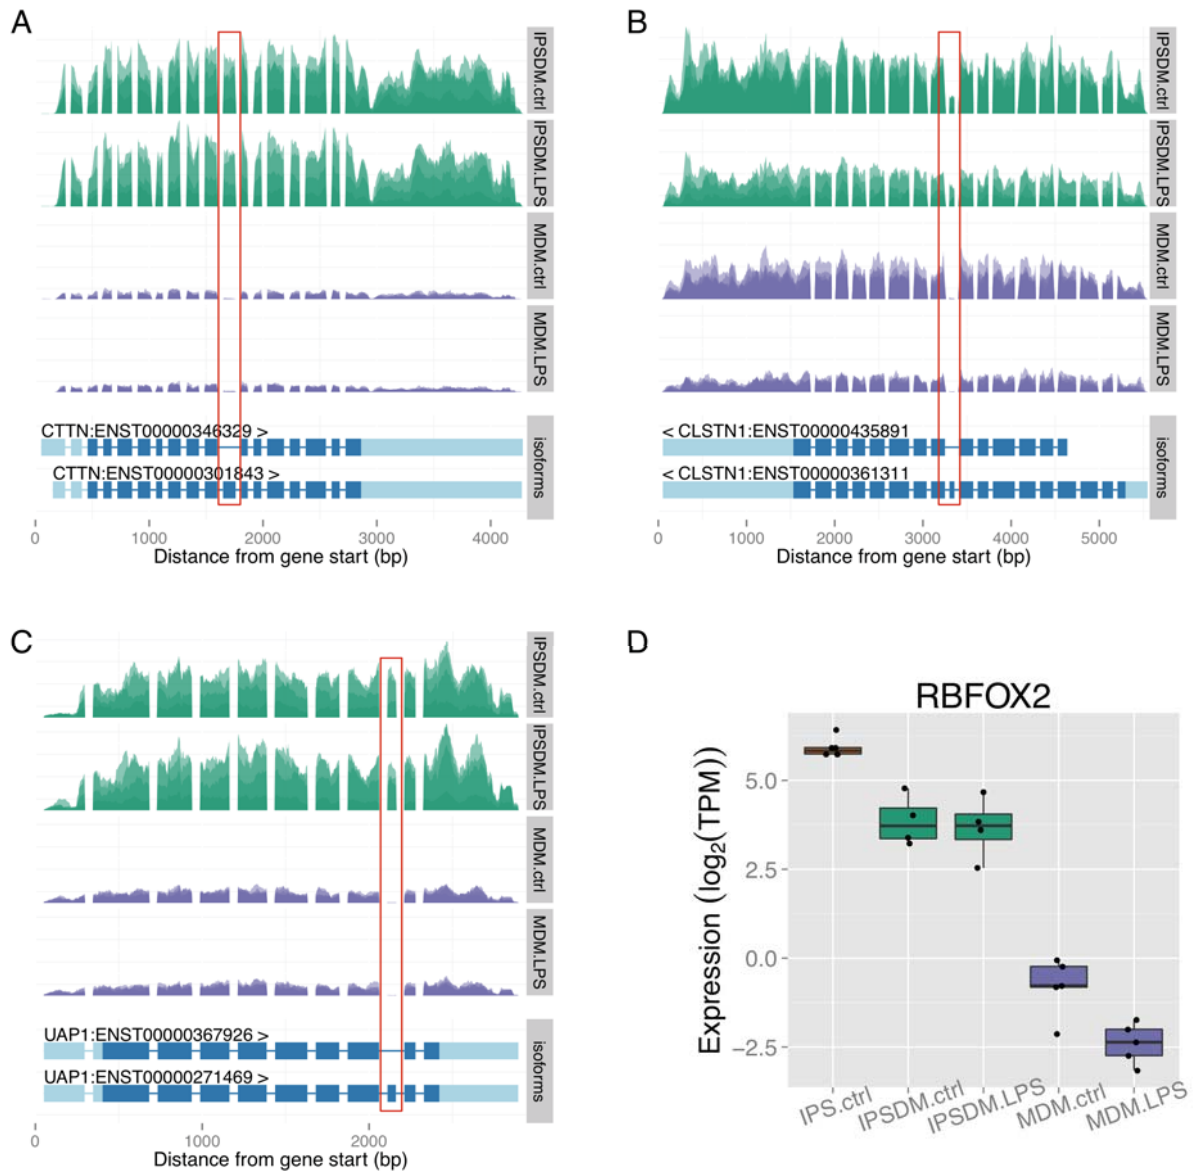 A
IPSDM.ctrl
IPSDM.LPS
MDM.ctrl
MDM.LPS
isoforms
CTTN:ENST00000346329 >
CTTN:ENST00000301843 >
0 1000 2000 3000 4000
Distance from gene start (bp)
B
IPSDM.ctrl
IPSDM.LPS
MDM.ctrl
MDM.LPS
isoforms
< CLSTN1:ENST00000435891
< CLSTN1:ENST00000361311
0 1000 2000 3000 4000 5000
Distance from gene start (bp)
C
IPSDM.ctrl
IPSDM.LPS
MDM.ctrl
MDM.LPS
isoforms
UAP1:ENST00000367926 >
UAP1:ENST00000271469 >
0 1000 2000
Distance from gene start (bp)
D
RBFOX2
Expression (log₂(TPM))
5.0
2.5
0.0
−2.5
IPS.ctrl IPSDM.ctrl IPSDM.LPS MDM.ctrl MDM.LPS